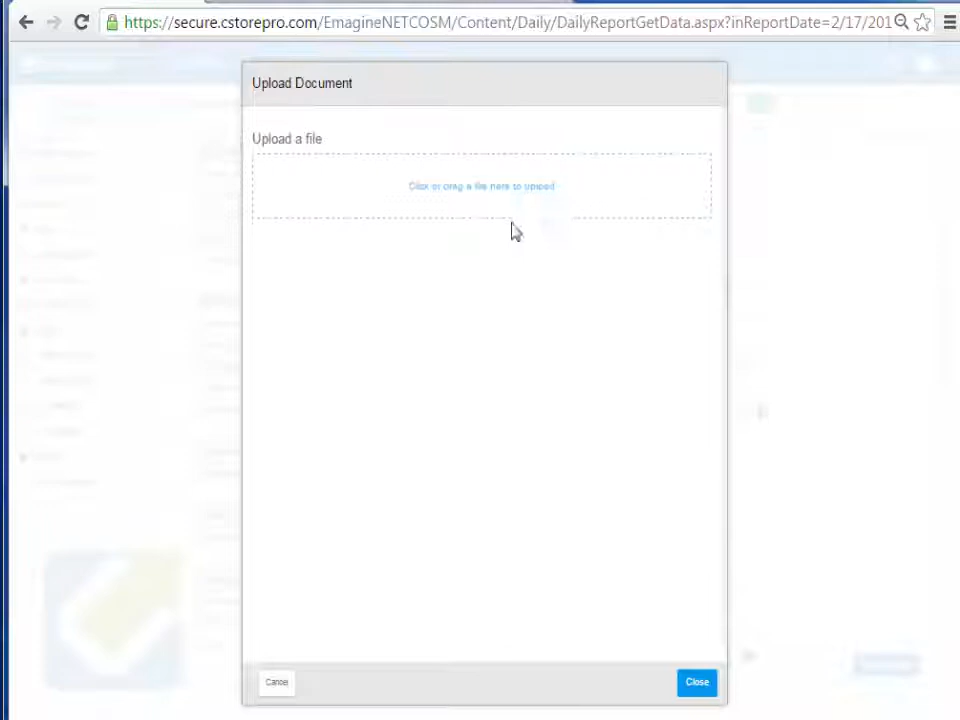 https://secure.cstorepro.com/EmagineNETCOSM/Content/Daily/DailyReportGetData.aspx?inReportDate=2/17/201
Upload Document
Upload a file
Click or drag a file here to upload
Cancel
Close